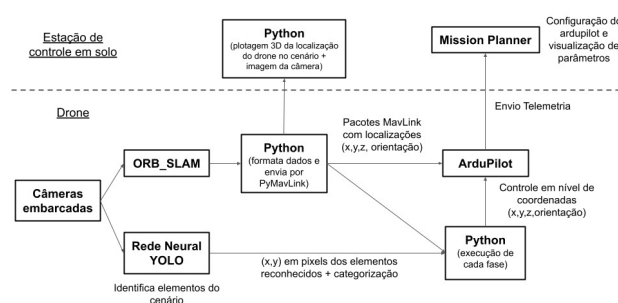 Estação de
controle em solo
Python
(plotagem 3D da localização
do drone no cenário +
imagem da câmera)
Mission Planner
Configuração do
ardupilot e
visualização de
parâmetros
Drone
Envio Telemetria
Pacotes MavLink
com localizações
(x,y,z, orientação)
ORB_SLAM
Python
(formata dados e
envia por
PyMavLink)
ArduPilot
Câmeras
embarcadas
Controle em nível de
coordenadas
(x,y,z,orientação)
Rede Neural
YOLO
(x,y) em pixels dos elementos
reconhecidos + categorização
Python
(execução de
cada fase)
Identifica elementos do
cenário